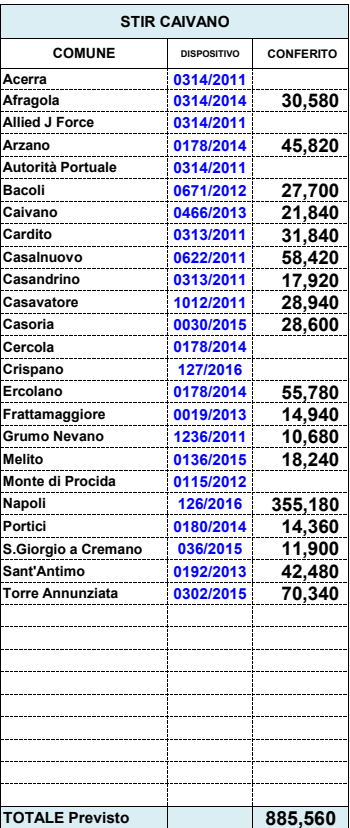 STIR CAIVANO
COMUNE DISPOSITIVO CONFERITO
Acerra 0314/2011
Afragola 0314/2014 30,580
Allied J Force 0314/2011
Arzano 0178/2014 45,820
Autorità Portuale 0314/2011
Bacoli 0671/2012 27,700
Caivano 0466/2013 21,840
Cardito 0313/2011 31,840
Casalnuovo 0622/2011 58,420
Casandrino 0313/2011 17,920
Casavatore 1012/2011 28,940
Casoria 0030/2015 28,600
Cercola 0178/2014
Crispano 127/2016
Ercolano 0178/2014 55,780
Frattamaggiore 0019/2013 14,940
Grumo Nevano 1236/2011 10,680
Melito 0136/2015 18,240
Monte di Procida 0115/2012
Napoli 126/2016 355,180
Portici 0180/2014 14,360
S.Giorgio a Cremano 036/2015 11,900
Sant'Antimo 0192/2013 42,480
Torre Annunziata 0302/2015 70,340
TOTALE Previsto 885,560